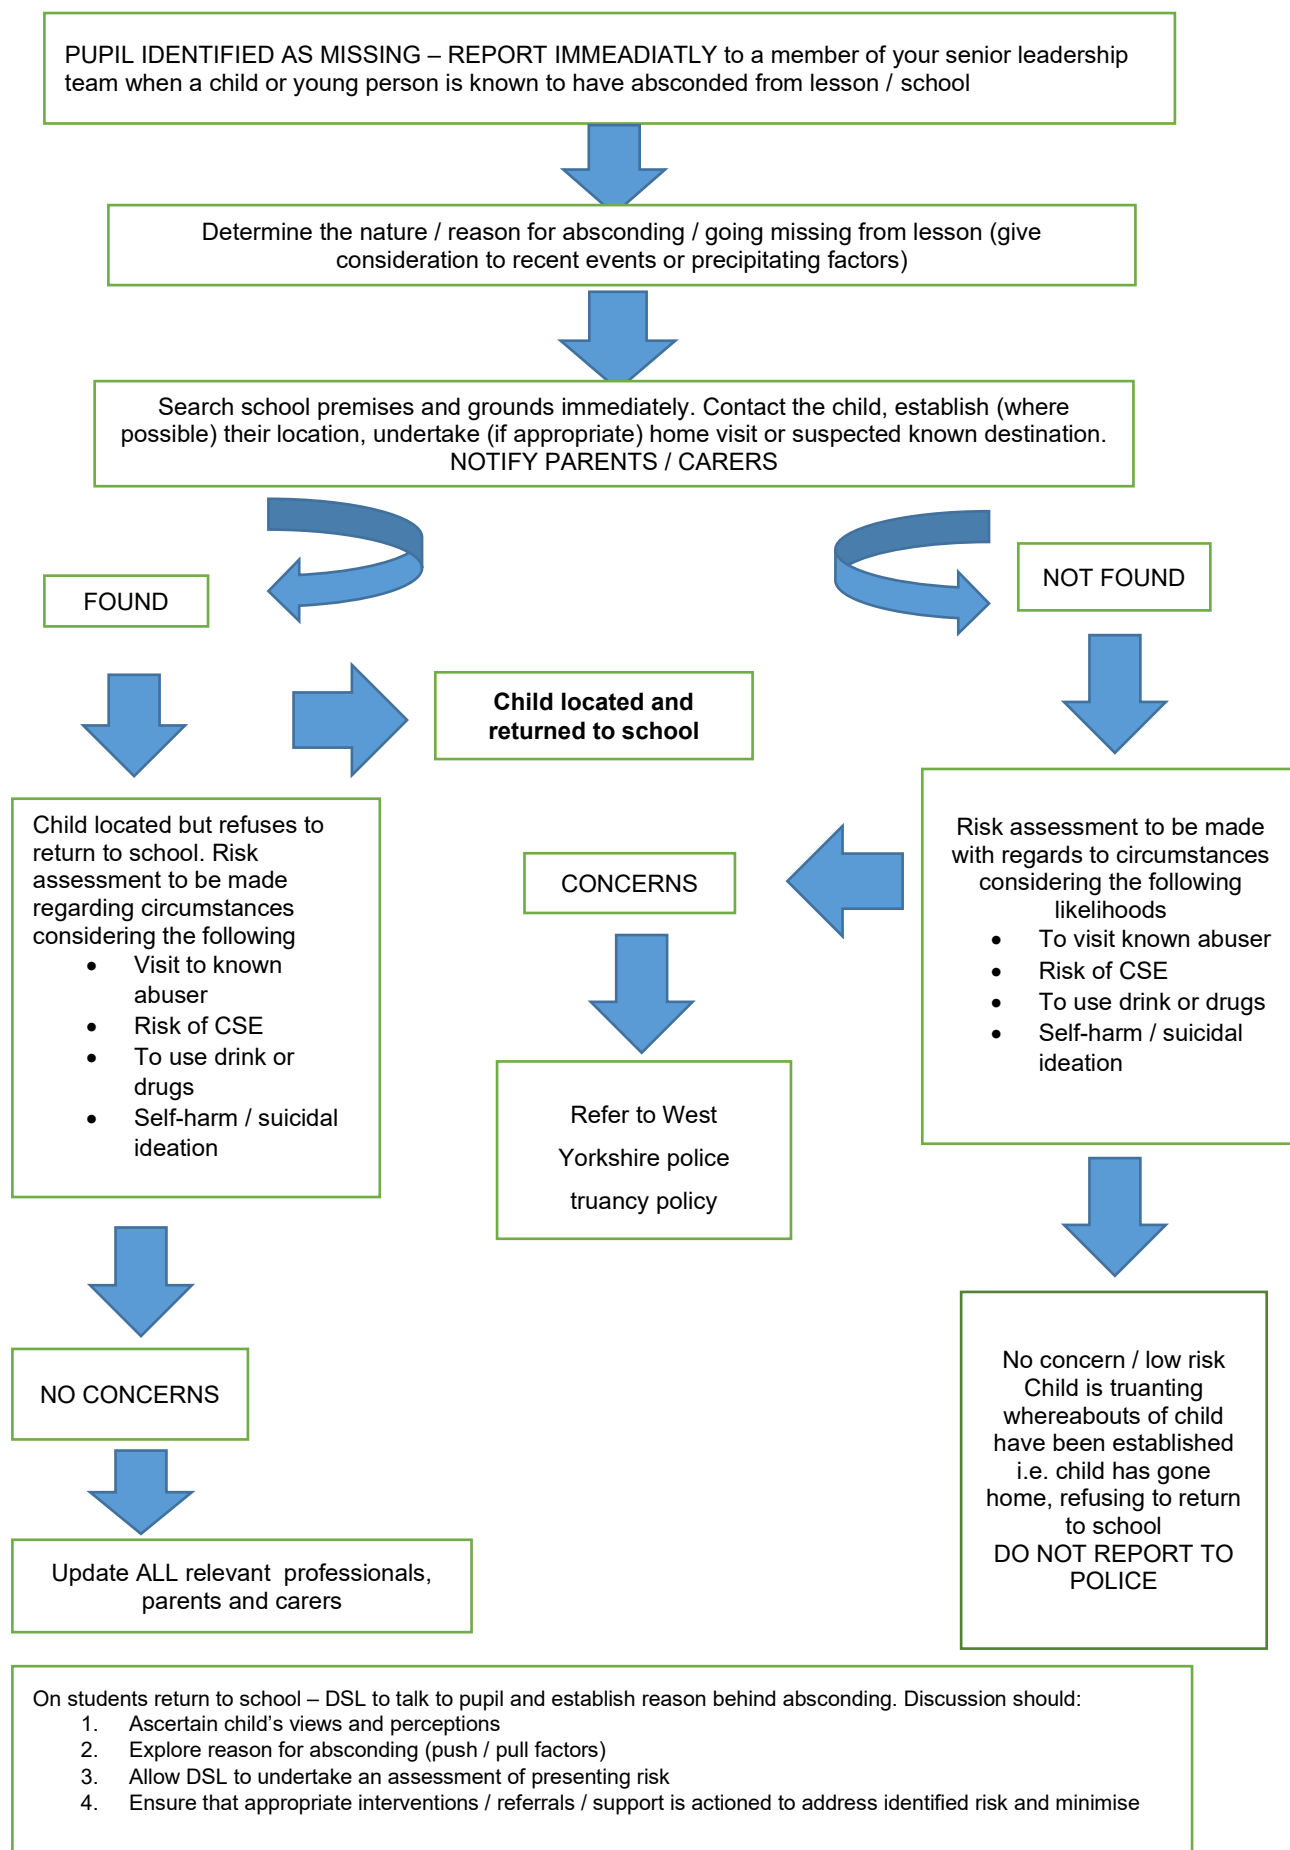 PUPIL IDENTIFIED AS MISSING – REPORT IMMEADIATLY to a member of your senior leadership
team when a child or young person is known to have absconded from lesson / school
Determine the nature / reason for absconding / going missing from lesson (give
consideration to recent events or precipitating factors)
Search school premises and grounds immediately. Contact the child, establish (where
possible) their location, undertake (if appropriate) home visit or suspected known destination.
NOTIFY PARENTS / CARERS
FOUND
NOT FOUND
Child located and
returned to school
Child located but refuses to
return to school. Risk
assessment to be made
regarding circumstances
considering the following
• Visit to known
abuser
• Risk of CSE
• To use drink or
drugs
• Self-harm / suicidal
ideation
CONCERNS
Risk assessment to be made
with regards to circumstances
considering the following
likelihoods
• To visit known abuser
• Risk of CSE
• To use drink or drugs
• Self-harm / suicidal
ideation
Refer to West
Yorkshire police
truancy policy
NO CONCERNS
No concern / low risk
Child is truanting
whereabouts of child
have been established
i.e. child has gone
home, refusing to return
to school
DO NOT REPORT TO
POLICE
Update ALL relevant  professionals,
parents and carers
On students return to school – DSL to talk to pupil and establish reason behind absconding. Discussion should:
1. Ascertain child’s views and perceptions
2. Explore reason for absconding (push / pull factors)
3. Allow DSL to undertake an assessment of presenting risk
4. Ensure that appropriate interventions / referrals / support is actioned to address identified risk and minimise